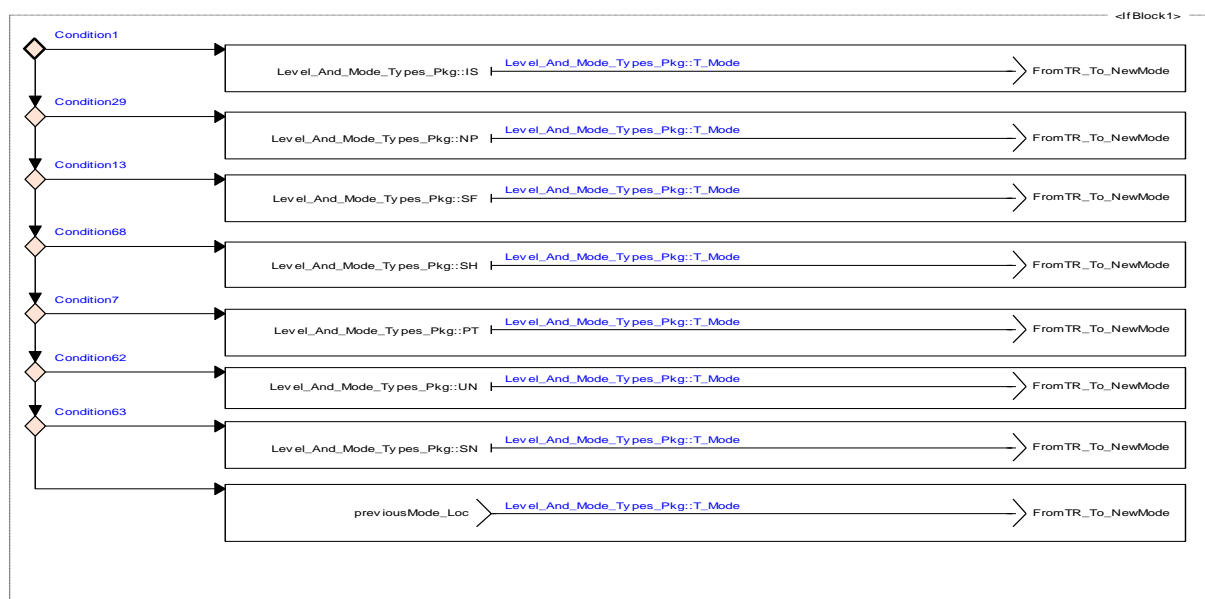 <IfBlock1>
Condition1
Level_And_Mode_Types_Pkg::IS
Level_And_Mode_Types_Pkg::T_Mode
FromTR_To_NewMode
Condition29
Level_And_Mode_Types_Pkg::NP
Level_And_Mode_Types_Pkg::T_Mode
FromTR_To_NewMode
Condition13
Level_And_Mode_Types_Pkg::SF
Level_And_Mode_Types_Pkg::T_Mode
FromTR_To_NewMode
Condition68
Level_And_Mode_Types_Pkg::SH
Level_And_Mode_Types_Pkg::T_Mode
FromTR_To_NewMode
Condition7
Level_And_Mode_Types_Pkg::PT
Level_And_Mode_Types_Pkg::T_Mode
FromTR_To_NewMode
Condition62
Level_And_Mode_Types_Pkg::UN
Level_And_Mode_Types_Pkg::T_Mode
FromTR_To_NewMode
Condition63
Level_And_Mode_Types_Pkg::SN
Level_And_Mode_Types_Pkg::T_Mode
FromTR_To_NewMode
previousMode_Loc
Level_And_Mode_Types_Pkg::T_Mode
FromTR_To_NewMode